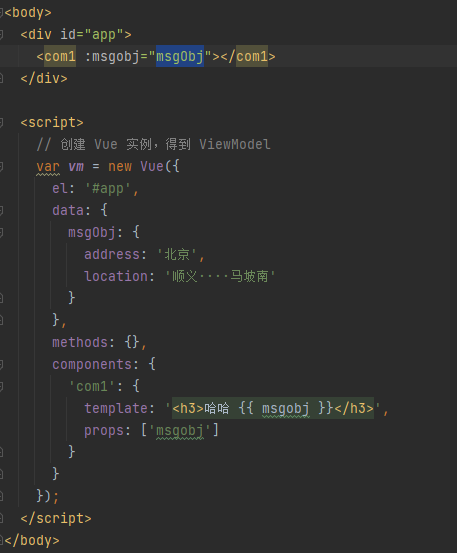 <body>
<div id="app">
<com1 :msgobj="msgObj"></com1>
</div>
<script>
// 创建 Vue 实例，得到 ViewModel
var vm = new Vue({
el: '#app',
data: {
msgObj: {
address: '北京',
location: '顺义····马坡南'
}
},
methods: {},
components: {
'com1': {
template: '<h3>哈哈 {{ msgobj }}</h3>',
props: ['msgobj']
}
}
});
</script>
</body>